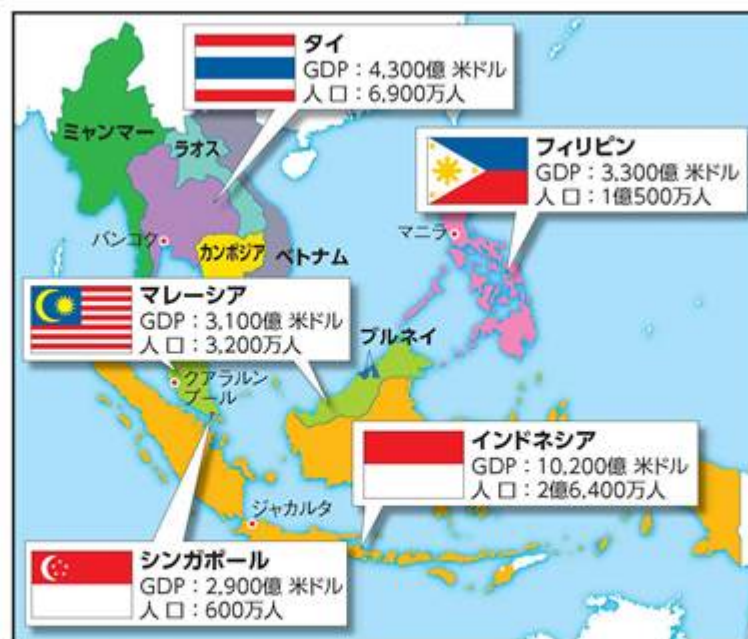 タイ
GDP：4,300億 米ドル
人 口：6,900万人
ミャンマー
ラオス
フィリピン
GDP：3,300億 米ドル
人 口：1億500万人
バンコク
カンボジア
ベトナム
マニラ
マレーシア
GDP：3,100億 米ドル
人 口：3,200万人
ブルネイ
クアラルン
プール
インドネシア
GDP：10,200億 米ドル
人 口：2億6,400万人
ジャカルタ
シンガポール
GDP：2,900億 米ドル
人 口：600万人